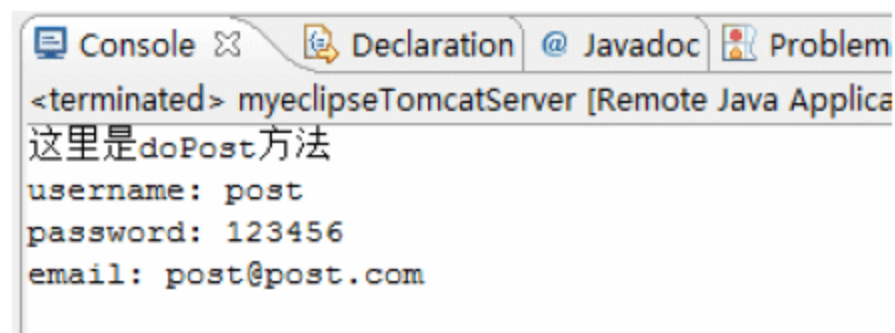 Console Declaration @ Javadoc Problem
<terminated> myeclipseTomcatServer [Remote Java Applica
这里是doPost方法
username: post
password: 123456
email: post@post.com